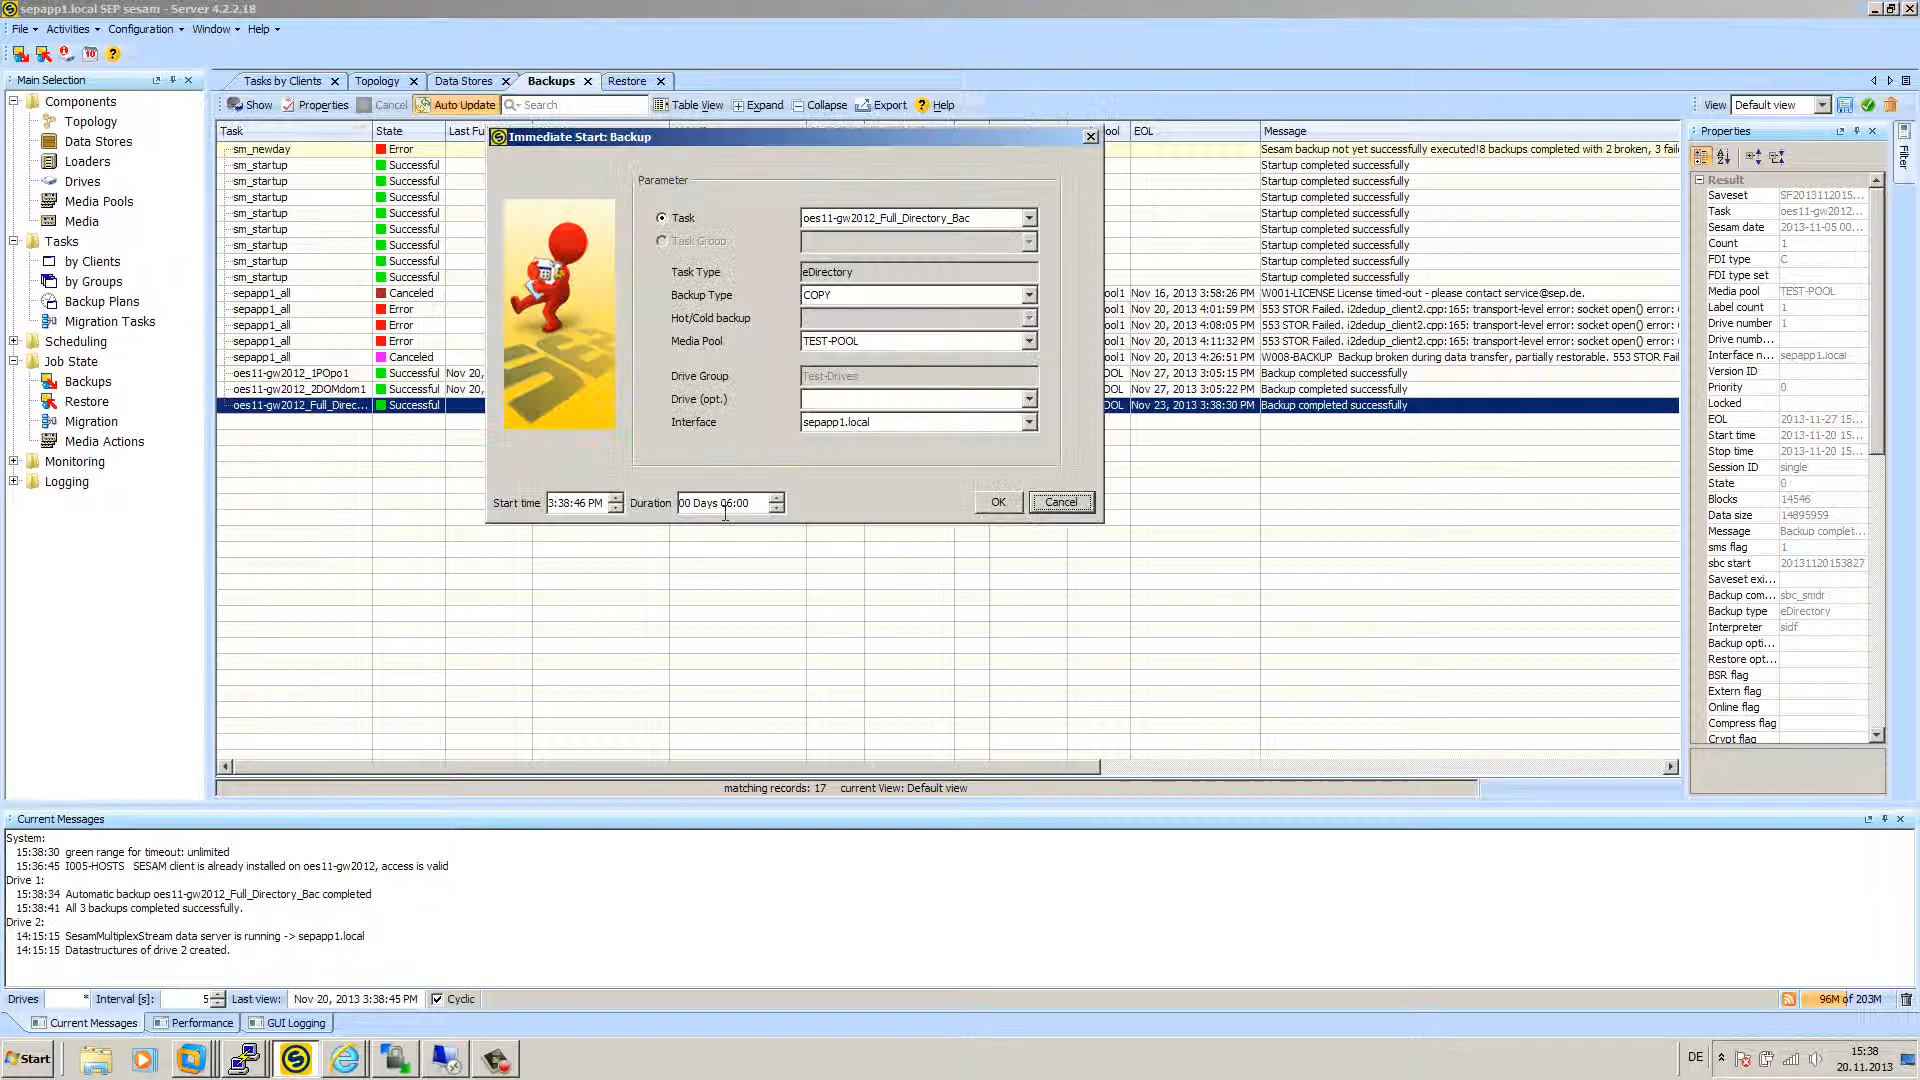 sepapp1.local SEP sesam - Server 4.2.2.18
File Activities Configuration Window Help
Main Selection
Tasks by Clients Topology Data Stores Backups Restore
Show Properties Cancel Auto Update Search Table View Expand Collapse Export Help View Default view
Components
Topology
Data Stores
Loaders
Drives
Media Pools
Media
Tasks
by Clients
by Groups
Backup Plans
Migration Tasks
Scheduling
Job State
Backups
Restore
Migration
Media Actions
Monitoring
Logging
Task State Last Fu ool EOL Message
sm_newday Error Sesam backup not yet successfully executed!8 backups completed with 2 broken, 3 fail
sm_startup Successful Startup completed successfully
sm_startup Successful Startup completed successfully
sm_startup Successful Startup completed successfully
sm_startup Successful Startup completed successfully
sm_startup Successful Startup completed successfully
sm_startup Successful Startup completed successfully
sm_startup Successful Startup completed successfully
sm_startup Successful Startup completed successfully
sepapp1_all Canceled ool1 Nov 16, 2013 3:58:26 PM W001-LICENSE License timed-out - please contact service@sep.de.
sepapp1_all Error ool1 Nov 20, 2013 4:01:59 PM 553 STOR Failed. i2dedup_client2.cpp:165: transport-level error: socket open() error:
sepapp1_all Error ool1 Nov 20, 2013 4:08:05 PM 553 STOR Failed. i2dedup_client2.cpp:165: transport-level error: socket open() error:
sepapp1_all Error ool1 Nov 20, 2013 4:11:32 PM 553 STOR Failed. i2dedup_client2.cpp:165: transport-level error: socket open() error:
sepapp1_all Canceled ool1 Nov 20, 2013 4:26:51 PM W008-BACKUP Backup broken during data transfer, partially restorable. 553 STOR Fail
oes11-gw2012_1POpo1 Successful Nov 20, OOL Nov 27, 2013 3:05:15 PM Backup completed successfully
oes11-gw2012_2DOMdom1 Successful Nov 20, OOL Nov 27, 2013 3:05:22 PM Backup completed successfully
oes11-gw2012_Full_Direc... Successful OOL Nov 23, 2013 3:38:30 PM Backup completed successfully
matching records: 17 current View: Default view
Immediate Start: Backup
Parameter
Task oes11-gw2012_Full_Directory_Bac
Task Group
Task Type eDirectory
Backup Type COPY
Hot/Cold backup
Media Pool TEST-POOL
Drive Group Test-Drives
Drive (opt.)
Interface sepapp1.local
Start time 3:38:46 PM Duration 00 Days 06:00 OK Cancel
Properties
Filter
Result
Saveset SF2013112015...
Task oes11-gw2012...
Sesam date 2013-11-05 00...
Count 1
FDI type C
FDI type set
Media pool TEST-POOL
Label count 1
Drive number 1
Drive numb... 1
Interface n... sepapp1.local
Version ID
Priority 0
Locked
EOL 2013-11-27 15...
Start time 2013-11-20 15...
Stop time 2013-11-20 15...
Session ID single
State 0
Blocks 14546
Data size 14895959
Message Backup complet...
sms flag 1
sbc start 20131120153827
Saveset exi...
Backup com... sbc_smdr
Backup type eDirectory
Interpreter sidf
Backup opti...
Restore opt...
BSR flag
Extern flag
Online flag
Compress flag
Crypt flag
Current Messages
System:
15:38:30 green range for timeout: unlimited
15:36:45 I005-HOSTS SESAM client is already installed on oes11-gw2012, access is valid
Drive 1:
15:38:34 Automatic backup oes11-gw2012_Full_Directory_Bac completed
15:38:41 All 3 backups completed successfully.
Drive 2:
14:15:15 SesamMultiplexStream data server is running -> sepapp1.local
14:15:15 Datastructures of drive 2 created.
Drives * Interval [s]: 5 Last view: Nov 20, 2013 3:38:45 PM Cyclic 96M of 203M
Current Messages Performance GUI Logging
Start DE 15:38
20.11.2013